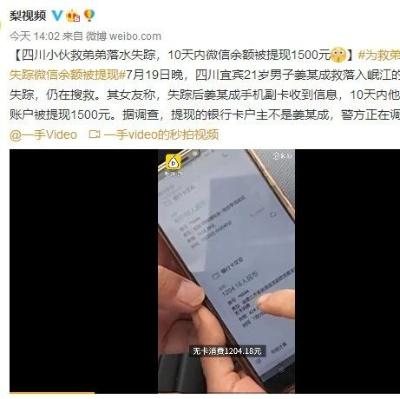 梨视频
今天 14:02 来自 微博 weibo.com
【四川小伙救弟弟落水失踪，10天内微信余额被提现1500元】#为救弟
失踪微信余额被提现#7月19日晚，四川宜宾21岁男子姜某成救落入岷江的
失踪，仍在搜救。其女友称，失踪后姜某成手机副卡收到信息，10天内他
账户被提现1500元。据调查，提现的银行卡户主不是姜某成，警方正在调
@一手Video 一手video的秒拍视频
1204.18人民币
无卡消费1204.18元